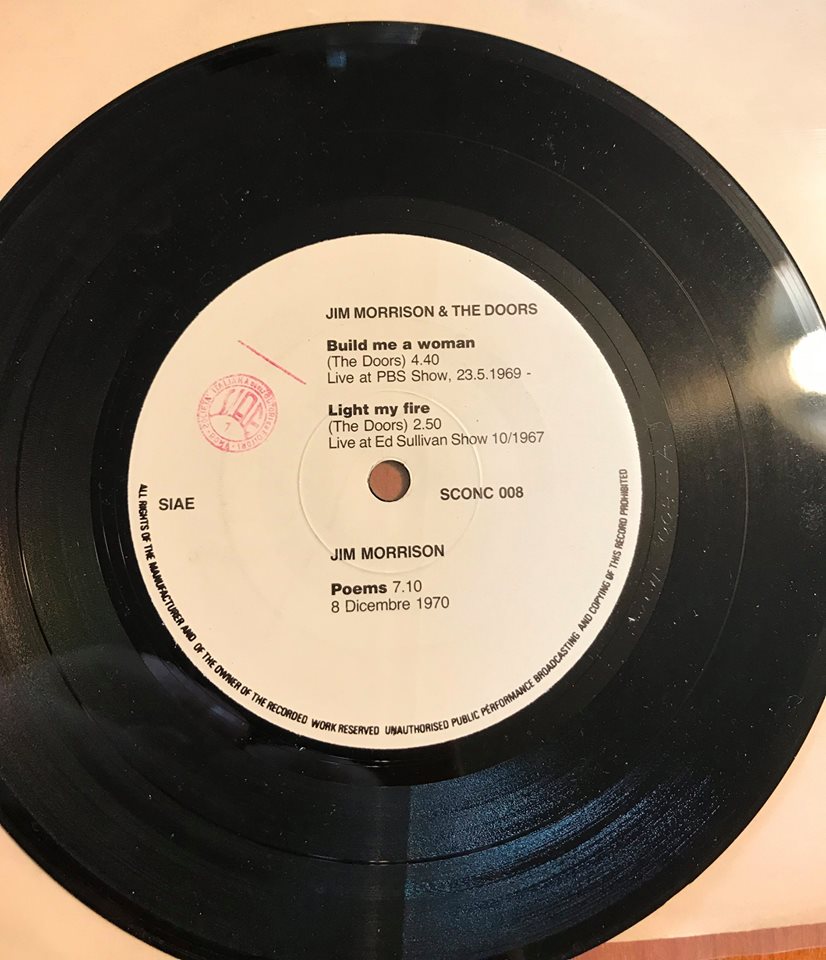 JIM MORRISON & THE DOORS
Build me a woman
(The Doors) 4.40
Live at PBS Show, 23.5.1969 -
Light my fire
(The Doors) 2.50
Live at Ed Sullivan Show 10/1967
SIAE
SCONC 008
JIM MORRISON
Poems 7.10
8 Dicembre 1970
ALL RIGHTS OF THE MANUFACTURER AND OF THE OWNER OF THE RECORDED WORK RESERVED UNAUTHORISED PUBLIC PERFORMANCE BROADCASTING AND COPYING OF THIS RECORD PROHIBITED